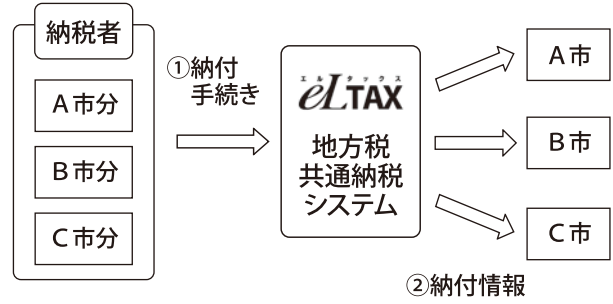 納税者
A市分
B市分
C市分
①納付
手続き
エルタックス
eLTAX
地方税
共通納税
システム
A市
B市
C市
②納付情報